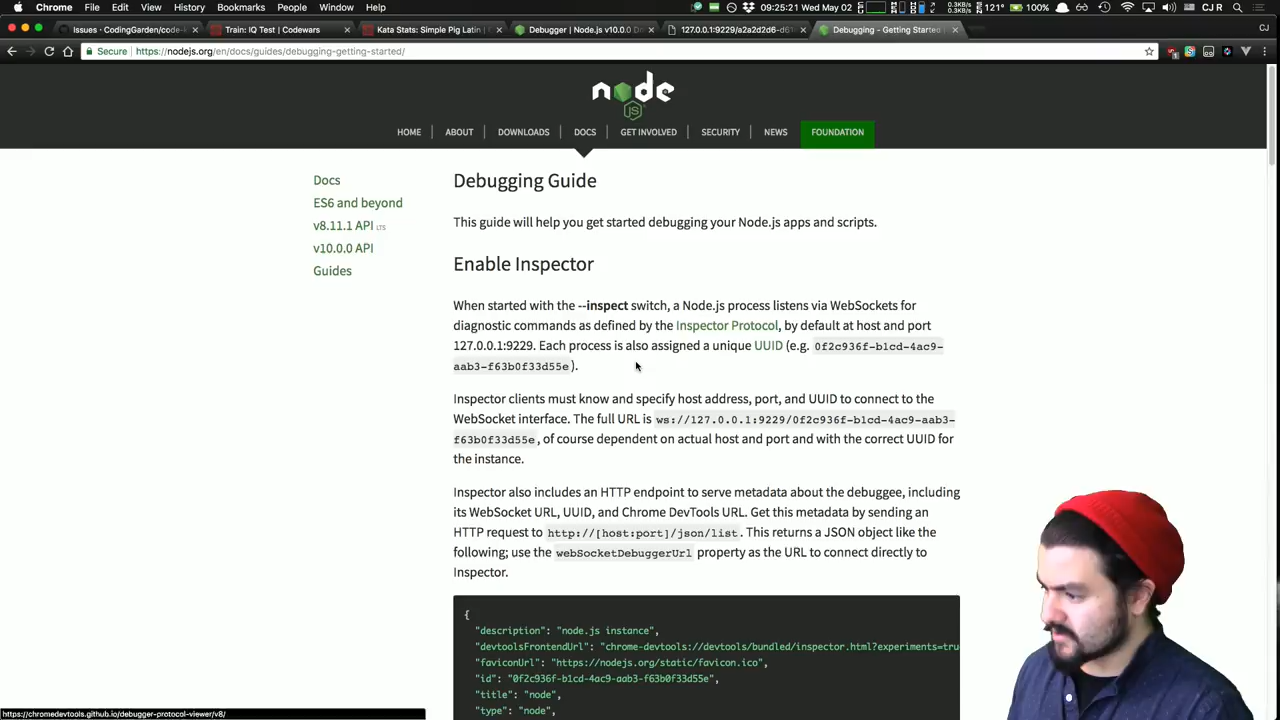 Chrome File Edit View History Bookmarks People Window Help
09:25:21 Wed May 02 121° 100% CJ R
Issues · CodingGarden/code-k
Train: IQ Test | Codewars
Kata Stats: Simple Pig Latin |
Debugger | Node.js v10.0.0 D
127.0.0.1:9229/a2a2d2d6-d61
Debugging - Getting Started |
CJ
Secure https://nodejs.org/en/docs/guides/debugging-getting-started/
node
JS
HOME ABOUT DOWNLOADS DOCS GET INVOLVED SECURITY NEWS FOUNDATION
Docs
ES6 and beyond
v8.11.1 API LTS
v10.0.0 API
Guides
Debugging Guide
This guide will help you get started debugging your Node.js apps and scripts.
Enable Inspector
When started with the --inspect switch, a Node.js process listens via WebSockets for
diagnostic commands as defined by the Inspector Protocol, by default at host and port
127.0.0.1:9229. Each process is also assigned a unique UUID (e.g. 0f2c936f-b1cd-4ac9-
aab3-f63b0f33d55e).
Inspector clients must know and specify host address, port, and UUID to connect to the
WebSocket interface. The full URL is ws://127.0.0.1:9229/0f2c936f-b1cd-4ac9-aab3-
f63b0f33d55e, of course dependent on actual host and port and with the correct UUID for
the instance.
Inspector also includes an HTTP endpoint to serve metadata about the debuggee, including
its WebSocket URL, UUID, and Chrome DevTools URL. Get this metadata by sending an
HTTP request to http://[host:port]/json/list. This returns a JSON object like the
following; use the webSocketDebuggerUrl property as the URL to connect directly to
Inspector.
{
"description": "node.js instance",
"devtoolsFrontendUrl": "chrome-devtools://devtools/bundled/inspector.html?experiments=tru
"faviconUrl": "https://nodejs.org/static/favicon.ico",
"id": "0f2c936f-b1cd-4ac9-aab3-f63b0f33d55e",
"title": "node",
"type": "node",
https://chromedevtools.github.io/debugger-protocol-viewer/v8/